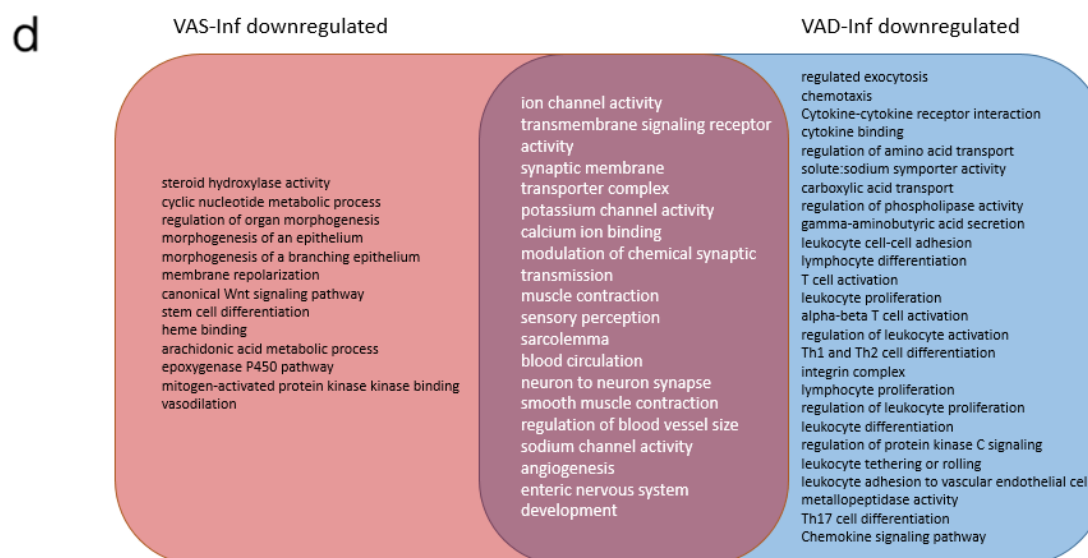 d
VAS-Inf downregulated
VAD-Inf downregulated
steroid hydroxylase activity
cyclic nucleotide metabolic process
regulation of organ morphogenesis
morphogenesis of an epithelium
morphogenesis of a branching epithelium
membrane repolarization
canonical Wnt signaling pathway
stem cell differentiation
heme binding
arachidonic acid metabolic process
epoxygenase P450 pathway
mitogen-activated protein kinase kinase binding
vasodilation
ion channel activity
transmembrane signaling receptor
activity
synaptic membrane
transporter complex
potassium channel activity
calcium ion binding
modulation of chemical synaptic
transmission
muscle contraction
sensory perception
sarcolemma
blood circulation
neuron to neuron synapse
smooth muscle contraction
regulation of blood vessel size
sodium channel activity
angiogenesis
enteric nervous system
development
regulated exocytosis
chemotaxis
Cytokine-cytokine receptor interaction
cytokine binding
regulation of amino acid transport
solute:sodium symporter activity
carboxylic acid transport
regulation of phospholipase activity
gamma-aminobutyric acid secretion
leukocyte cell-cell adhesion
lymphocyte differentiation
T cell activation
leukocyte proliferation
alpha-beta T cell activation
regulation of leukocyte activation
Th1 and Th2 cell differentiation
integrin complex
lymphocyte proliferation
regulation of leukocyte proliferation
leukocyte differentiation
regulation of protein kinase C signaling
leukocyte tethering or rolling
leukocyte adhesion to vascular endothelial cel
metallopeptidase activity
Th17 cell differentiation
Chemokine signaling pathway